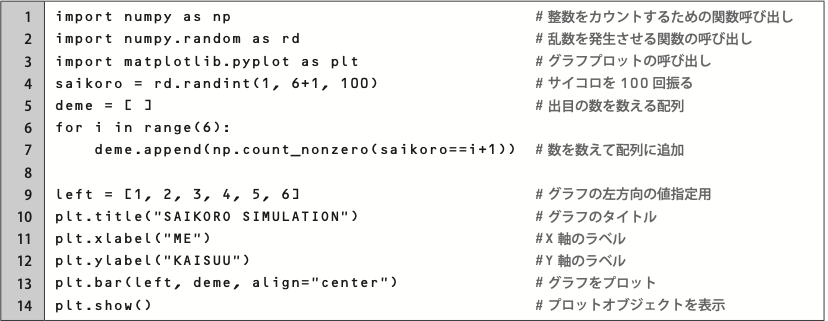 1 import numpy as np # 整数をカウントするための関数呼び出し
2 import numpy.random as rd # 乱数を発生させる関数の呼び出し
3 import matplotlib.pyplot as plt # グラフプロットの呼び出し
4 saikoro = rd.randint(1, 6+1, 100) # サイコロを 100 回振る
5 deme = [ ] # 出目の数を数える配列
6 for i in range(6):
7     deme.append(np.count_nonzero(saikoro==i+1)) # 数を数えて配列に追加
8
9 left = [1, 2, 3, 4, 5, 6] # グラフの左方向の値指定用
10 plt.title("SAIKORO SIMULATION") # グラフのタイトル
11 plt.xlabel("ME") #X 軸のラベル
12 plt.ylabel("KAISUU") #Y 軸のラベル
13 plt.bar(left, deme, align="center") # グラフをプロット
14 plt.show() # プロットオブジェクトを表示